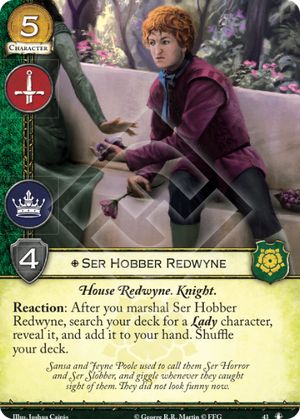 5
Character
4
Ser Hobber Redwyne
House Redwyne. Knight.
Reaction: After you marshal Ser Hobber
Redwyne, search your deck for a Lady character,
reveal it, and add it to your hand. Shuffle
your deck.
Sansa and Jeyne Poole used to call them Ser Horror
and Ser Slobber, and giggle whenever they caught
sight of them. They did not look funny now.
Illus. Joshua Cairós
© George R.R. Martin © FFG
43